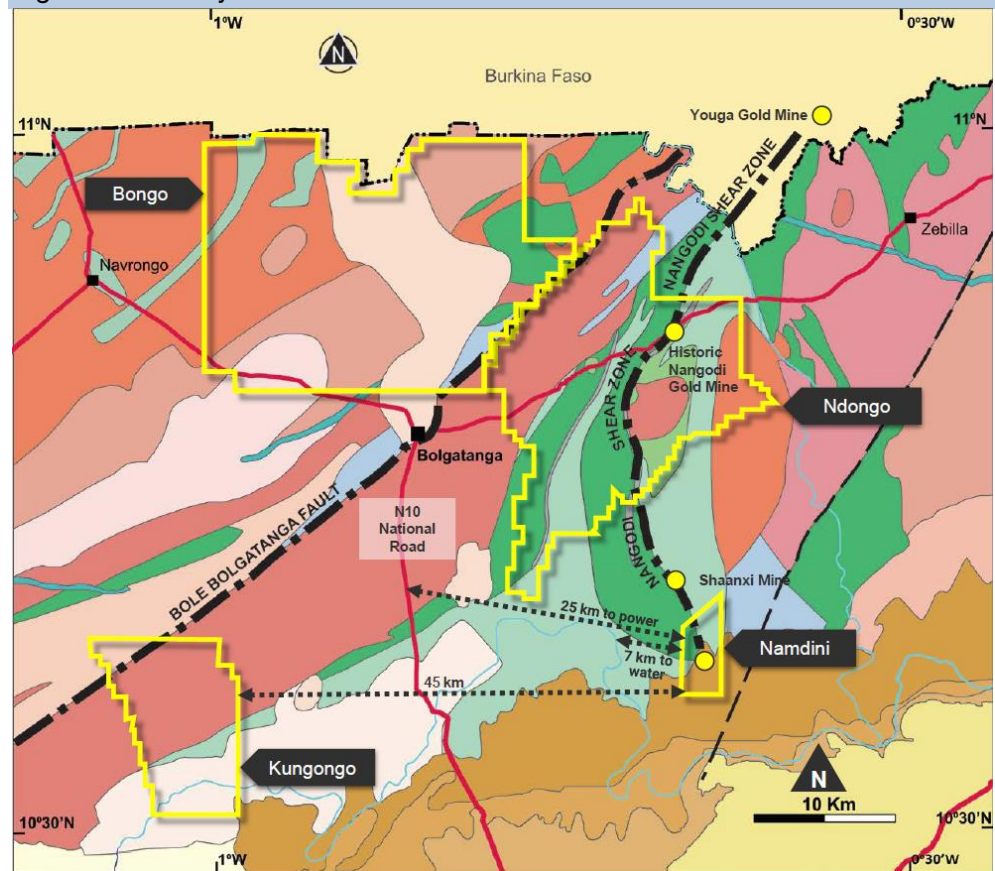 1°W
0°30'W
N
Burkina Faso
Youga Gold Mine
11°N
11°N
NANGODI SHEAR ZONE
Bongo
Zebilla
Navrongo
Historic
Nangodi
Gold Mine
SHEAR ZONE
Ndongo
Bolgatanga
BOLE BOLGATANGA FAULT
N10
National
Road
NANGODI
Shaanxi Mine
25 km to power
Namdini
7 km to
water
45 km
Kungongo
N
10 Km
10°30'N
10°30'N
1°W
0°30'W